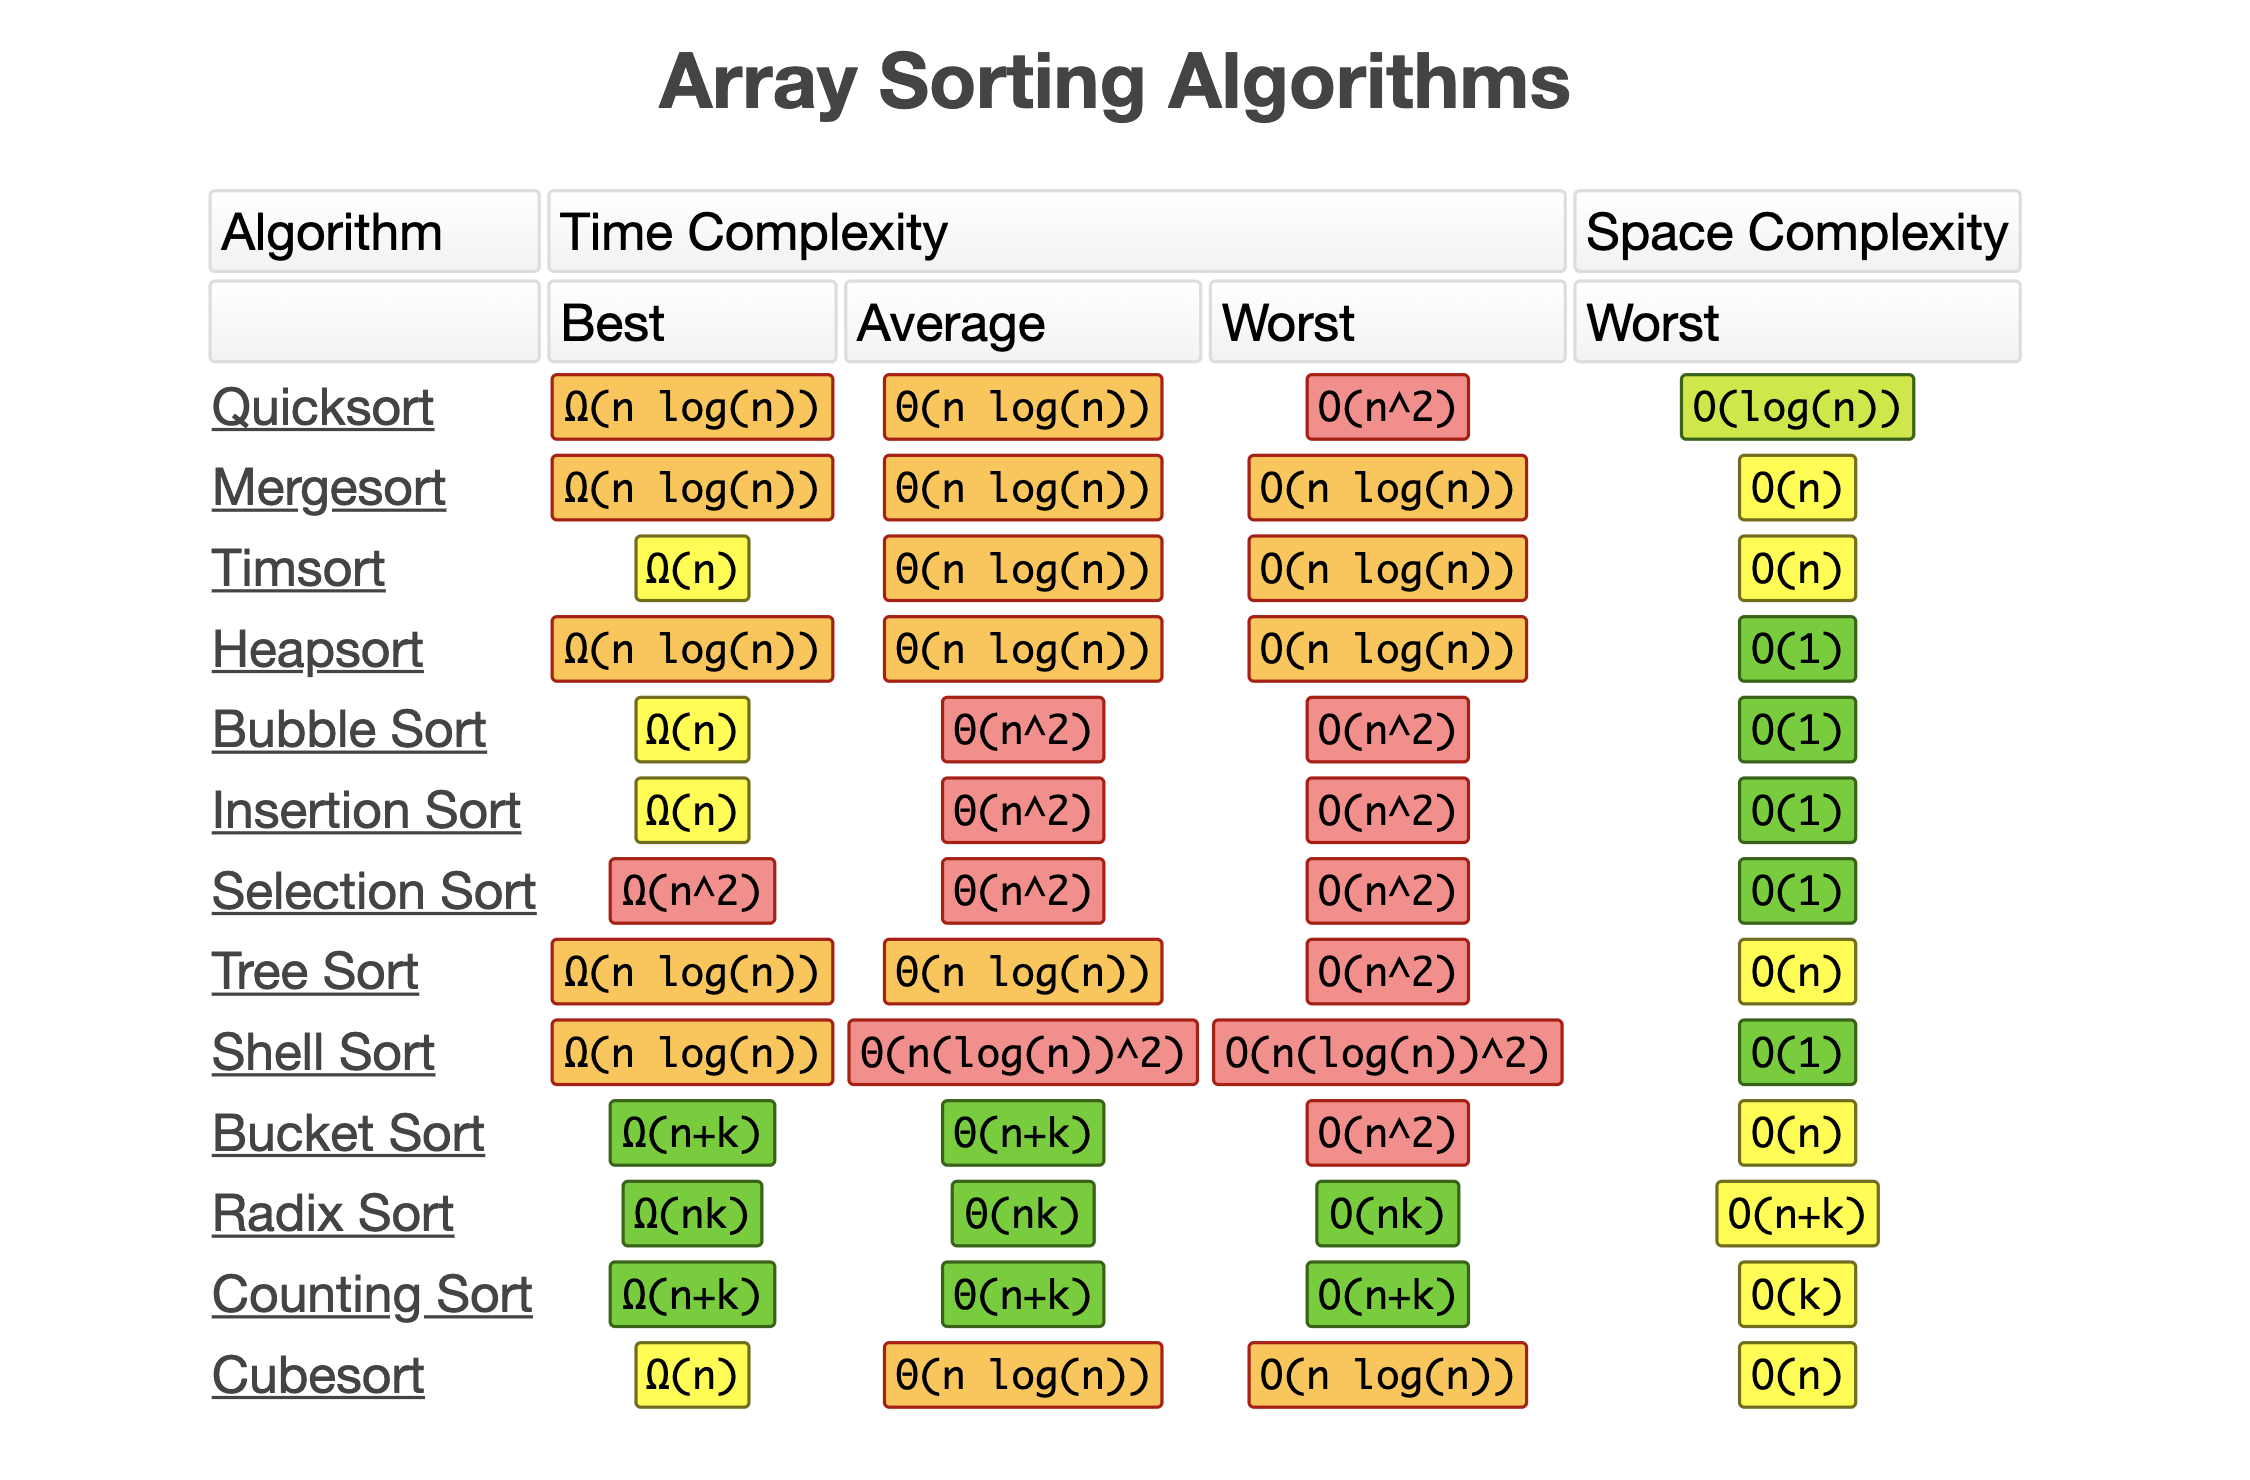 Array Sorting Algorithms
Algorithm Time Complexity Space Complexity
Best Average Worst Worst
Quicksort Ω(n log(n)) Θ(n log(n)) O(n^2) O(log(n))
Mergesort Ω(n log(n)) Θ(n log(n)) O(n log(n)) O(n)
Timsort Ω(n) Θ(n log(n)) O(n log(n)) O(n)
Heapsort Ω(n log(n)) Θ(n log(n)) O(n log(n)) O(1)
Bubble Sort Ω(n) Θ(n^2) O(n^2) O(1)
Insertion Sort Ω(n) Θ(n^2) O(n^2) O(1)
Selection Sort Ω(n^2) Θ(n^2) O(n^2) O(1)
Tree Sort Ω(n log(n)) Θ(n log(n)) O(n^2) O(n)
Shell Sort Ω(n log(n)) Θ(n(log(n))^2) O(n(log(n))^2) O(1)
Bucket Sort Ω(n+k) Θ(n+k) O(n^2) O(n)
Radix Sort Ω(nk) Θ(nk) O(nk) O(n+k)
Counting Sort Ω(n+k) Θ(n+k) O(n+k) O(k)
Cubesort Ω(n) Θ(n log(n)) O(n log(n)) O(n)